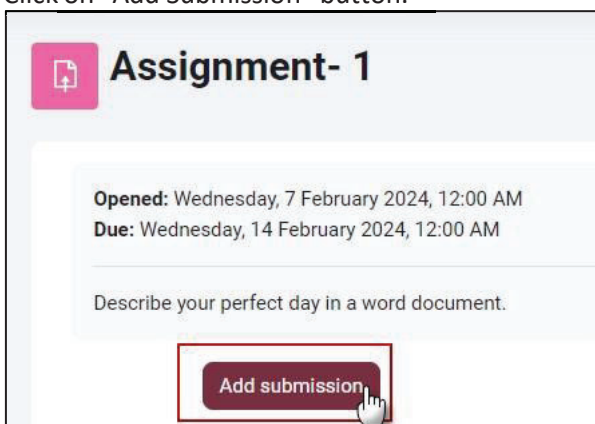 Click on "Add Submission" button.
Assignment- 1
Opened: Wednesday, 7 February 2024, 12:00 AM
Due: Wednesday, 14 February 2024, 12:00 AM
Describe your perfect day in a word document.
Add submission